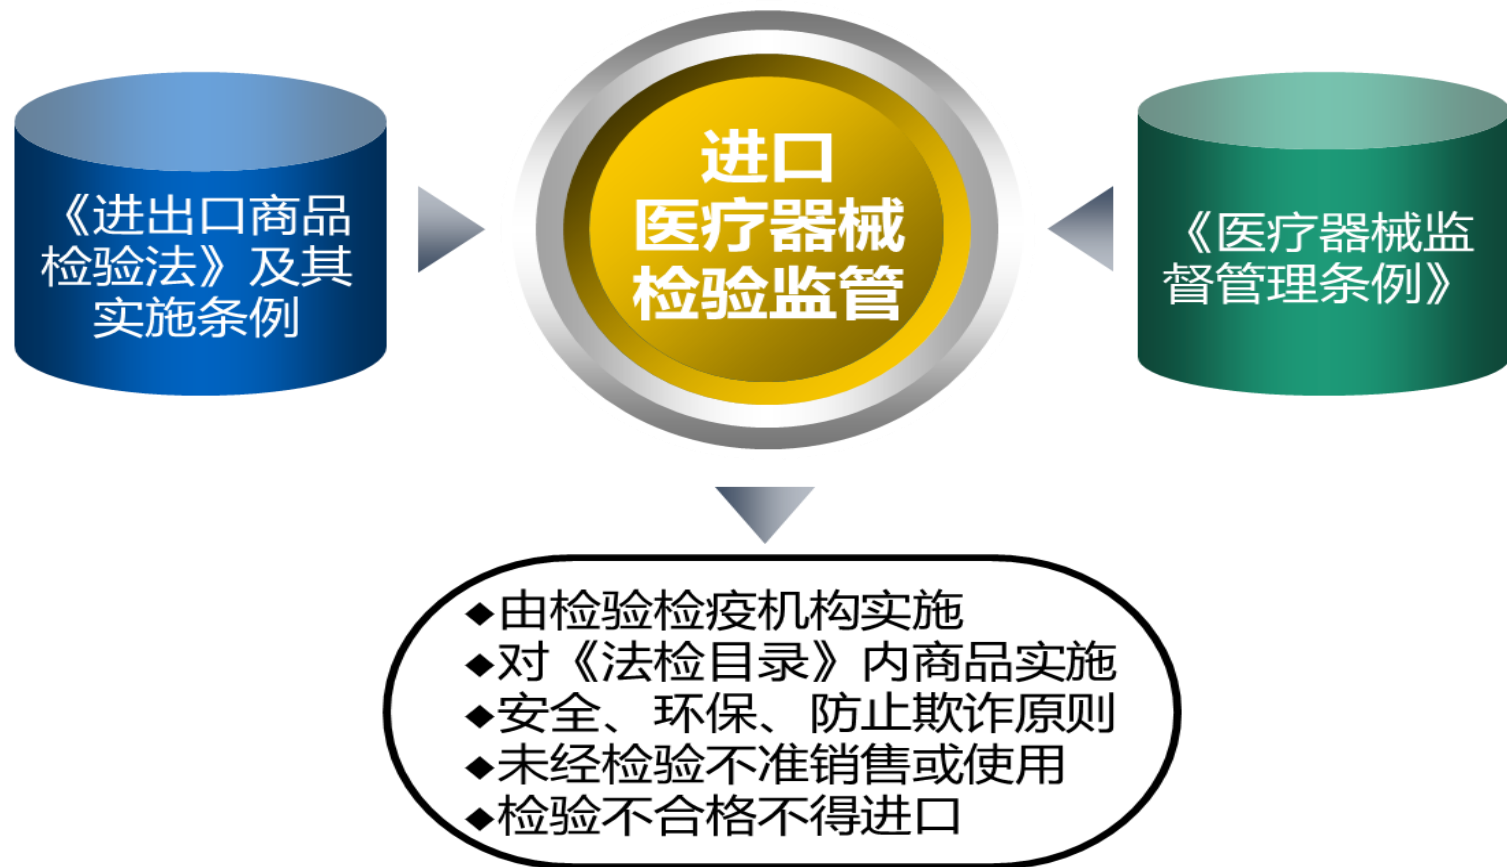 《进出口商品
检验法》及其
实施条例
进口
医疗器械
检验监管
《医疗器械监
督管理条例》
◆由检验检疫机构实施
◆对《法检目录》内商品实施
◆安全、环保、防止欺诈原则
◆未经检验不准销售或使用
◆检验不合格不得进口